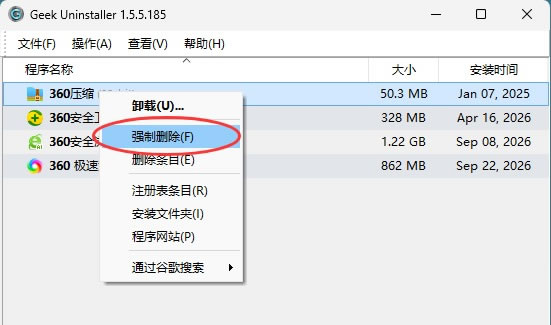 Geek Uninstaller 1.5.5.185
文件(F) 操作(A) 查看(V) 帮助(H)
程序名称 大小 安装时间
360压缩 50.3 MB Jan 07, 2025
360安全 328 MB Apr 16, 2026
360安全 1.22 GB Sep 08, 2026
360 极速 862 MB Sep 22, 2026
卸载(U)...
强制删除(F)
删除条目(E)
注册表条目(R)
安装文件夹(I)
程序网站(P)
通过谷歌搜索